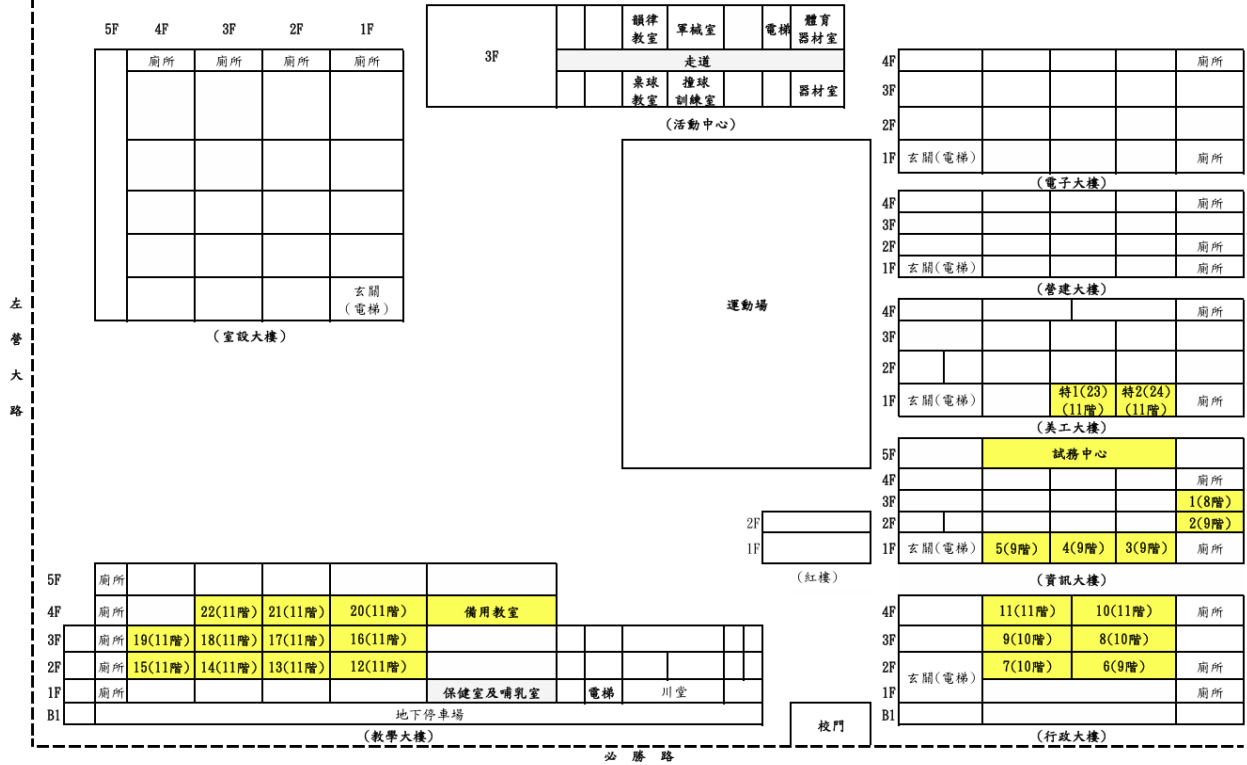 5F 4F 3F 2F 1F
廁所 廁所 廁所 廁所
玄關
(電梯)
(室設大樓)
左營大路
3F
韻律
教室
軍械室
電梯
體育
器材室
走道
桌球
教室
撞球
訓練室
器材室
(活動中心)
運動場
4F 廁所
3F
2F
1F 玄關(電梯) 廁所
(電子大樓)
4F 廁所
3F
2F 廁所
1F 玄關(電梯) 廁所
(營建大樓)
4F 廁所
3F
2F
1F 玄關(電梯) 特1(23) 特2(24) 廁所
(11階) (11階)
(美工大樓)
5F 試務中心
4F 廁所
3F 1(8階)
2F 2(9階)
1F 玄關(電梯) 5(9階) 4(9階) 3(9階) 廁所
(資訊大樓)
2F
1F
(紅樓)
5F 廁所
4F 廁所 22(11階) 21(11階) 20(11階) 備用教室
3F 廁所 19(11階) 18(11階) 17(11階) 16(11階)
2F 廁所 15(11階) 14(11階) 13(11階) 12(11階)
1F 廁所 保健室及哺乳室 電梯 川堂
B1 地下停車場
(教學大樓)
校門
4F 11(11階) 10(11階) 廁所
3F 9(10階) 8(10階)
2F 7(10階) 6(9階) 廁所
玄關(電梯)
1F 廁所
B1
(行政大樓)
必勝路